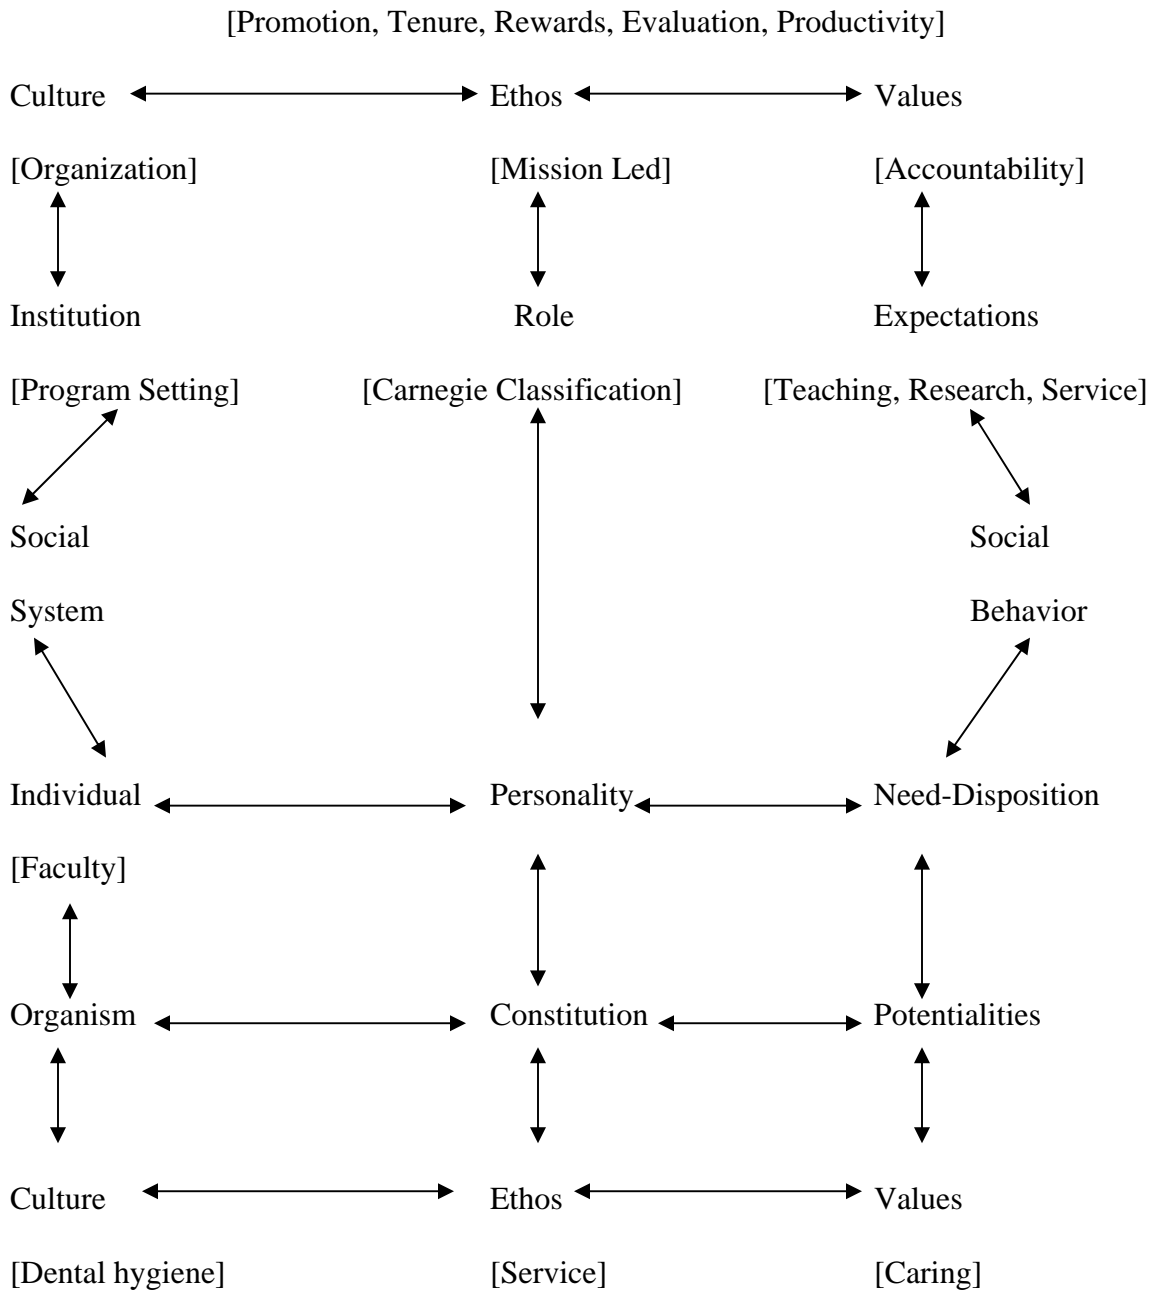 [Promotion, Tenure, Rewards, Evaluation, Productivity]
Culture Ethos Values
[Organization] [Mission Led] [Accountability]
Institution Role Expectations
[Program Setting] [Carnegie Classification] [Teaching, Research, Service]
Social Social
System Behavior
Individual Personality Need-Disposition
[Faculty]
Organism Constitution Potentialities
Culture Ethos Values
[Dental hygiene] [Service] [Caring]